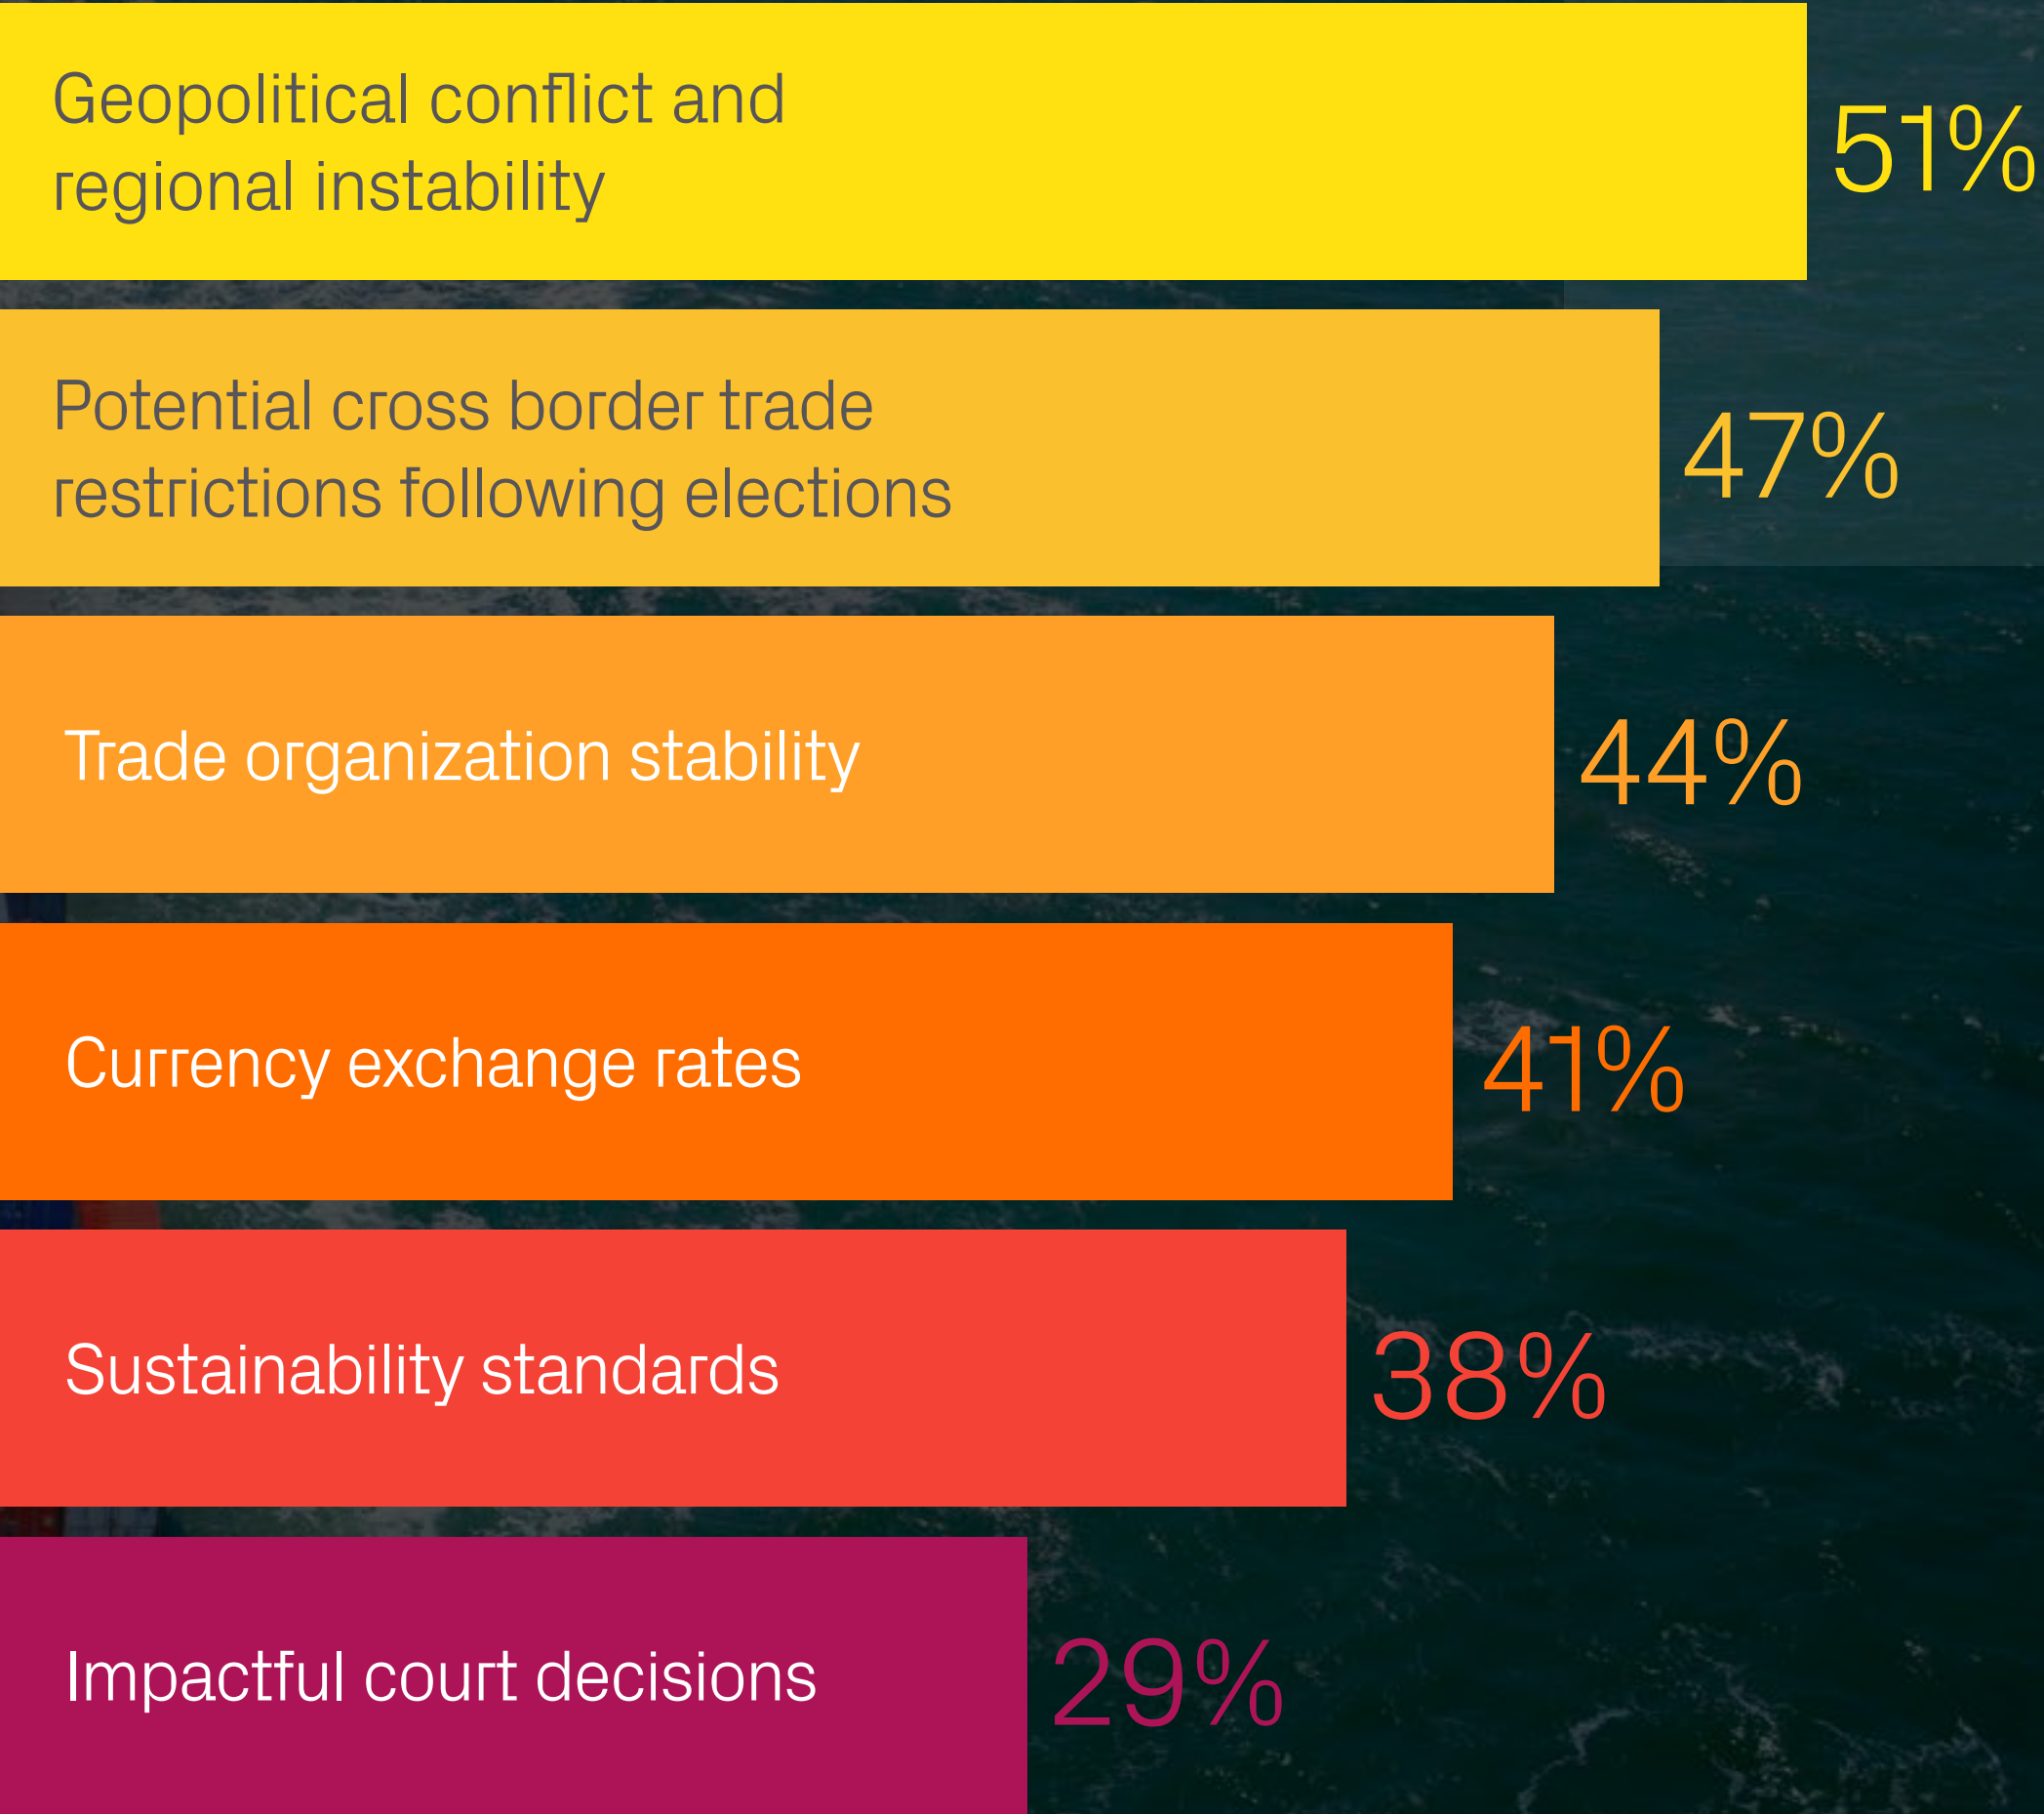 Geopolitical conflict and
regional instability
51%
Potential cross border trade
restrictions following elections
47%
Trade organization stability
44%
Currency exchange rates
41%
Sustainability standards
38%
Impactful court decisions
29%